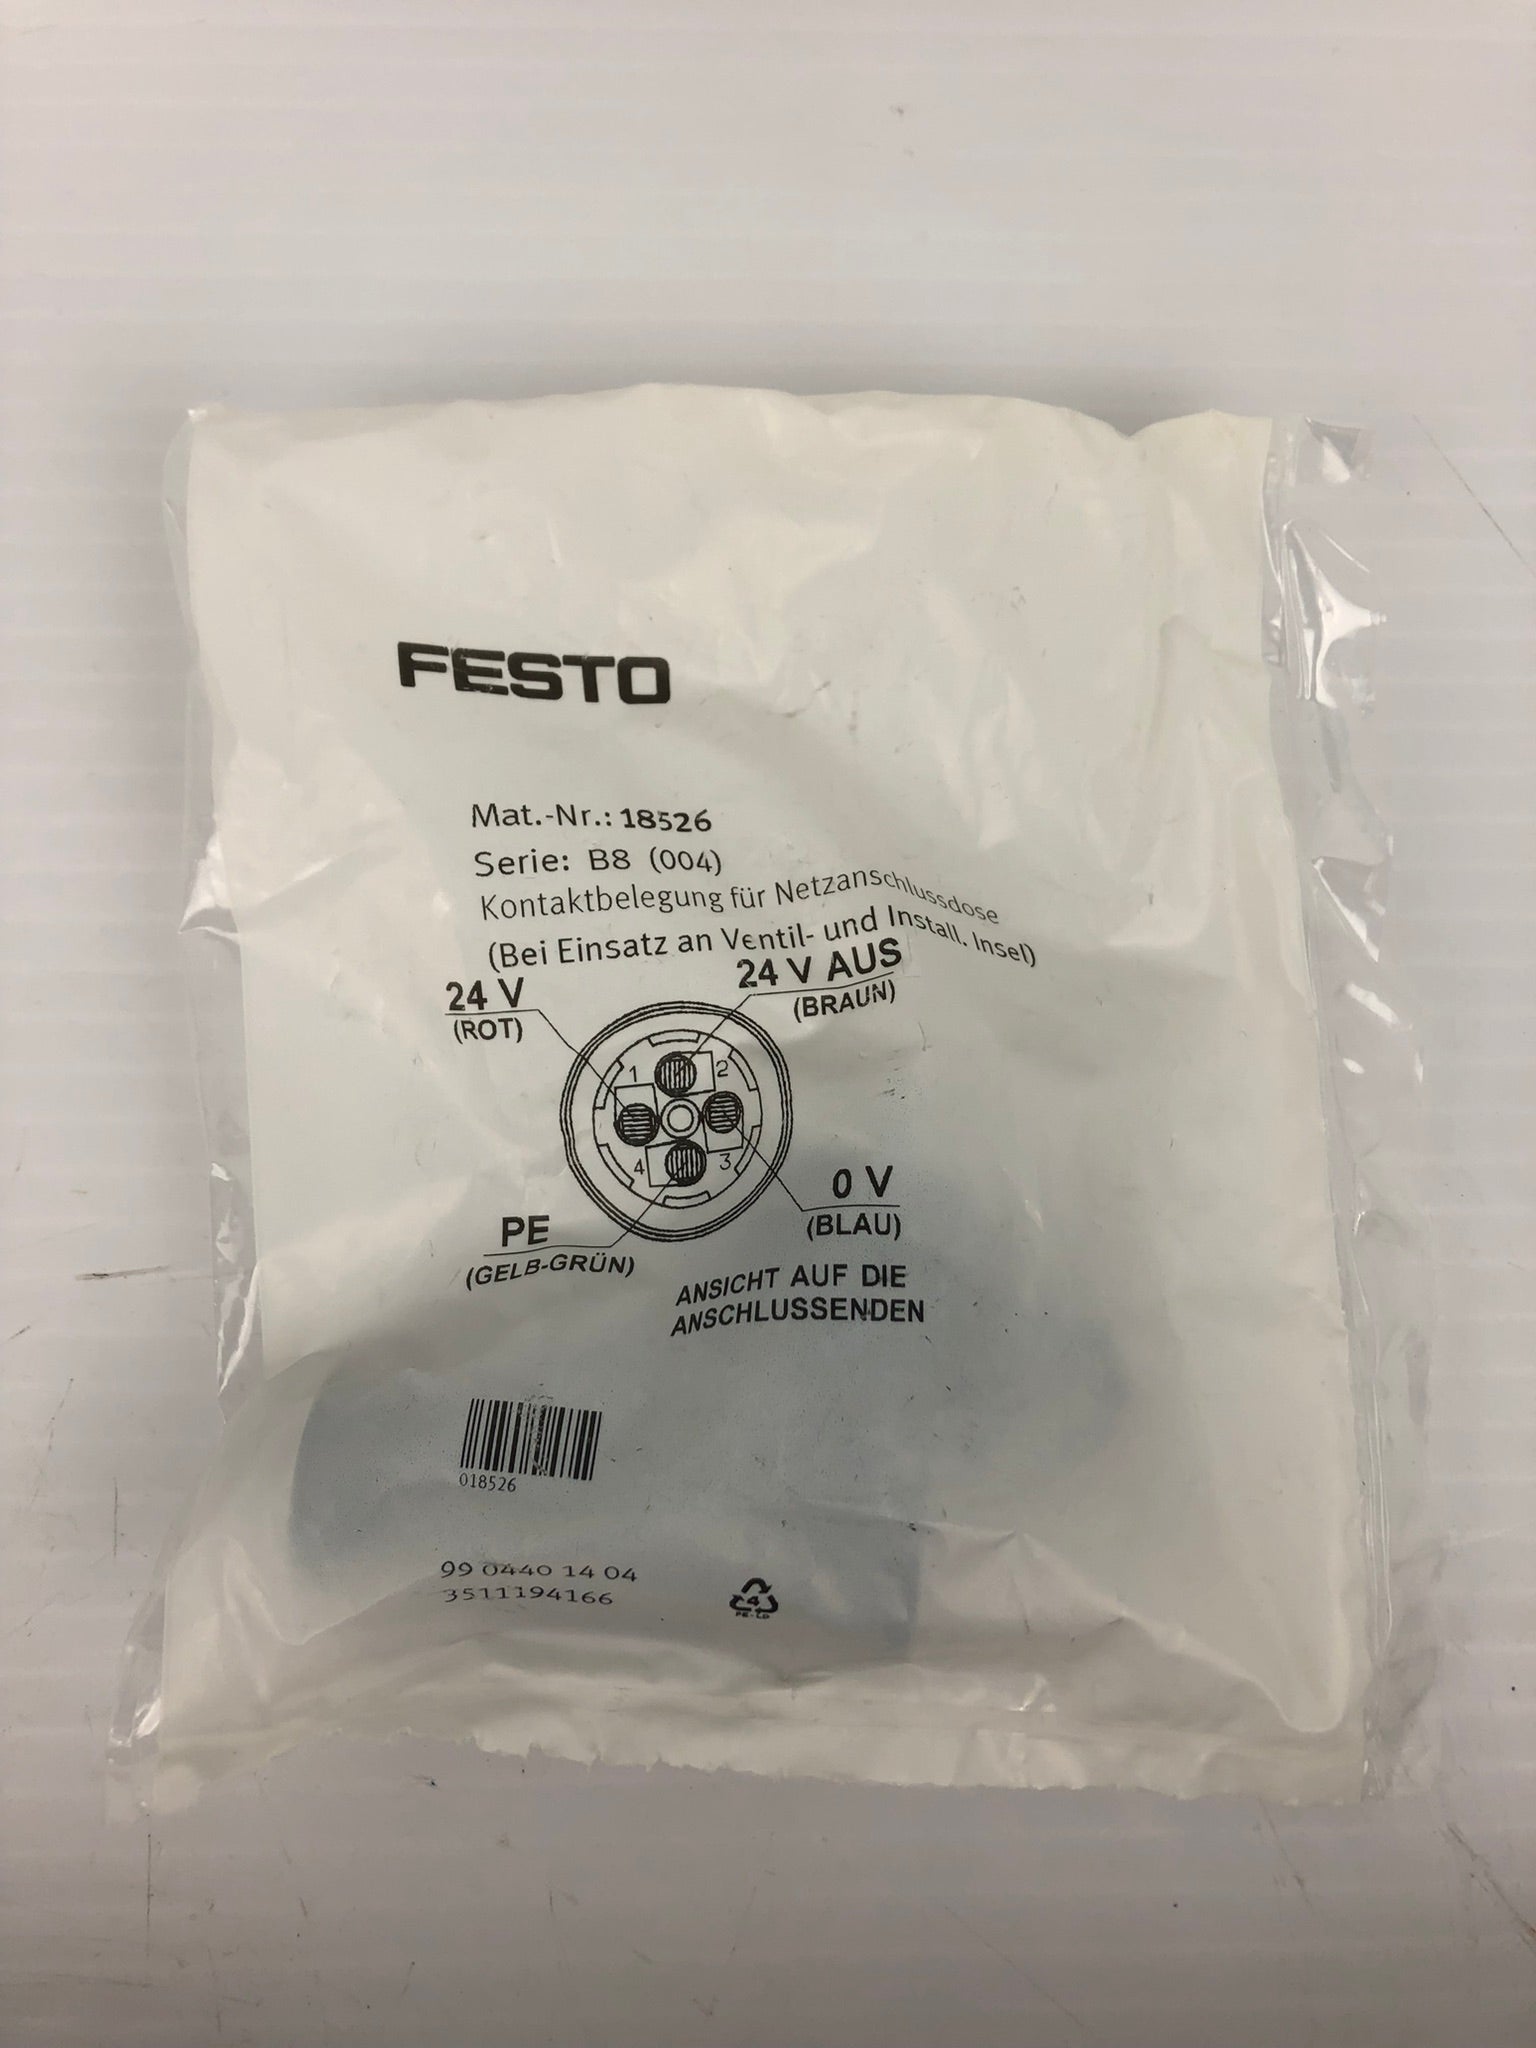 FESTO
Mat.-Nr.: 18526
Serie: B8 (004)
Kontaktbelegung für Netzanschlussdose
(Bei Einsatz an Ventil- und Install. Insel)
24 V
(ROT)
24 V AUS
(BRAUN)
1
2
4
3
0 V
(BLAU)
PE
(GELB-GRÜN)
ANSICHT AUF DIE
ANSCHLUSSENDEN
018526
99 0440 14 04
3511194166
4
PE-LD